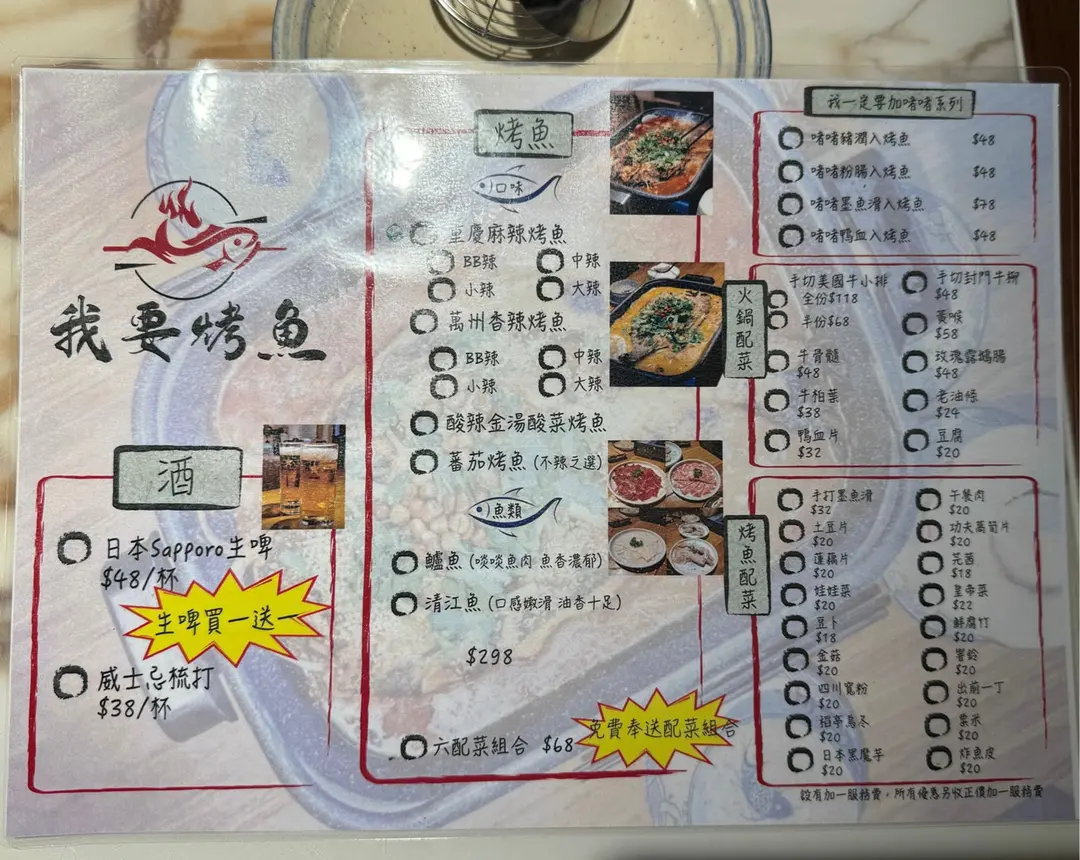 我要烤魚
酒
日本Sapporo生啤
$48/杯
生啤買一送一
威士忌梳打
$38/杯
烤魚
口味
重慶麻辣烤魚
BB辣
中辣
小辣
大辣
萬州香辣烤魚
BB辣
中辣
小辣
大辣
酸辣金湯酸菜烤魚
蕃茄烤魚 (不辣之選)
魚類
鱸魚 (啖啖魚肉 魚香濃郁)
清江魚 (口感嫩滑 油香十足)
$298
六配菜組合 $68
免費奉送配菜組合
我一定要加啫啫系列
啫啫豬潤入烤魚 $48
啫啫粉腸入烤魚 $48
啫啫墨魚滑入烤魚 $78
啫啫鴨血入烤魚 $48
火鍋配菜
手切美國牛小排
全份$118
半份$68
牛骨髓
$48
牛柏葉
$38
鴨血片
$32
手切封門牛柳
$48
黃喉
$58
玫瑰露鵝腸
$48
老油條
$24
豆腐
$20
烤魚配菜
手打墨魚滑
$32
土豆片
$20
蓮藕片
$20
娃娃菜
$20
豆卜
$18
金菇
$20
四川寬粉
$20
稻亭烏冬
$20
日本黑魔芋
$20
午餐肉
$20
功夫萵筍片
$20
芫茜
$18
皇帝菜
$22
鮮腐竹
$20
響鈴
$20
出前一丁
$20
粟米
$20
炸魚皮
$20
設有加一服務費，所有優惠另收正價加一服務費